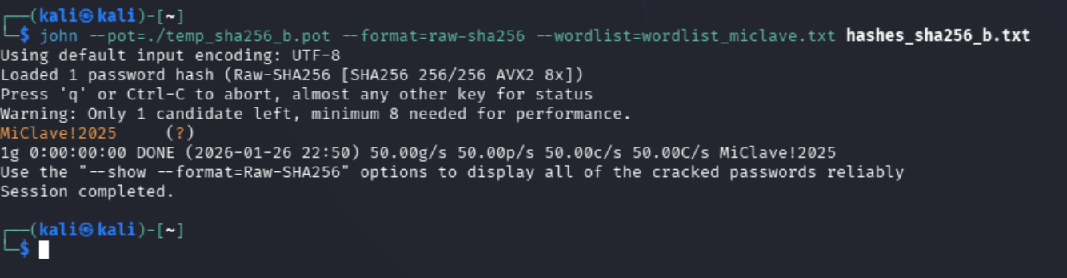 ┌──(kali㉿kali)-[~]
└─$ john --pot=./temp_sha256_b.pot --format=raw-sha256 --wordlist=wordlist_miclave.txt hashes_sha256_b.txt
Using default input encoding: UTF-8
Loaded 1 password hash (Raw-SHA256 [SHA256 256/256 AVX2 8x])
Press 'q' or Ctrl-C to abort, almost any other key for status
Warning: Only 1 candidate left, minimum 8 needed for performance.
MiClave!2025     (?)
1g 0:00:00:00 DONE (2026-01-26 22:50) 50.00g/s 50.00p/s 50.00c/s 50.00C/s MiClave!2025
Use the "--show --format=Raw-SHA256" options to display all of the cracked passwords reliably
Session completed.
┌──(kali㉿kali)-[~]
└─$